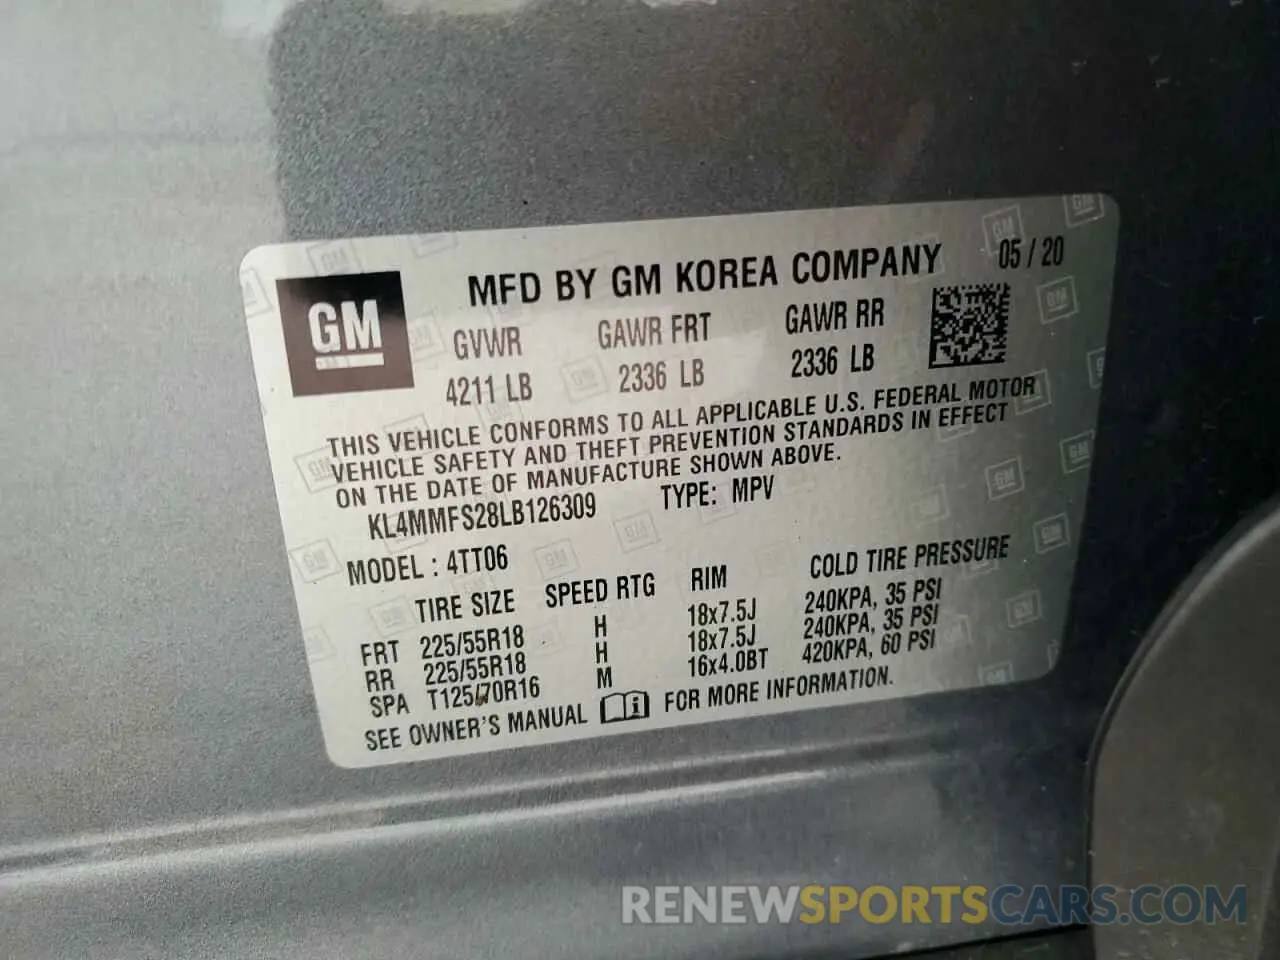 GM
MFD BY GM KOREA COMPANY 05 / 20
GVWR GAWR FRT GAWR RR
4211 LB 2336 LB 2336 LB
THIS VEHICLE CONFORMS TO ALL APPLICABLE U.S. FEDERAL MOTOR
VEHICLE SAFETY AND THEFT PREVENTION STANDARDS IN EFFECT
ON THE DATE OF MANUFACTURE SHOWN ABOVE.
KL4MMFS28LB126309 TYPE: MPV
MODEL : 4TT06
TIRE SIZE SPEED RTG RIM COLD TIRE PRESSURE
FRT 225/55R18 H 18x7.5J 240KPA, 35 PSI
RR 225/55R18 H 18x7.5J 240KPA, 35 PSI
SPA T125/70R16 M 16x4.0BT 420KPA, 60 PSI
SEE OWNER'S MANUAL FOR MORE INFORMATION.
RENEWSPORTSCARS.COM